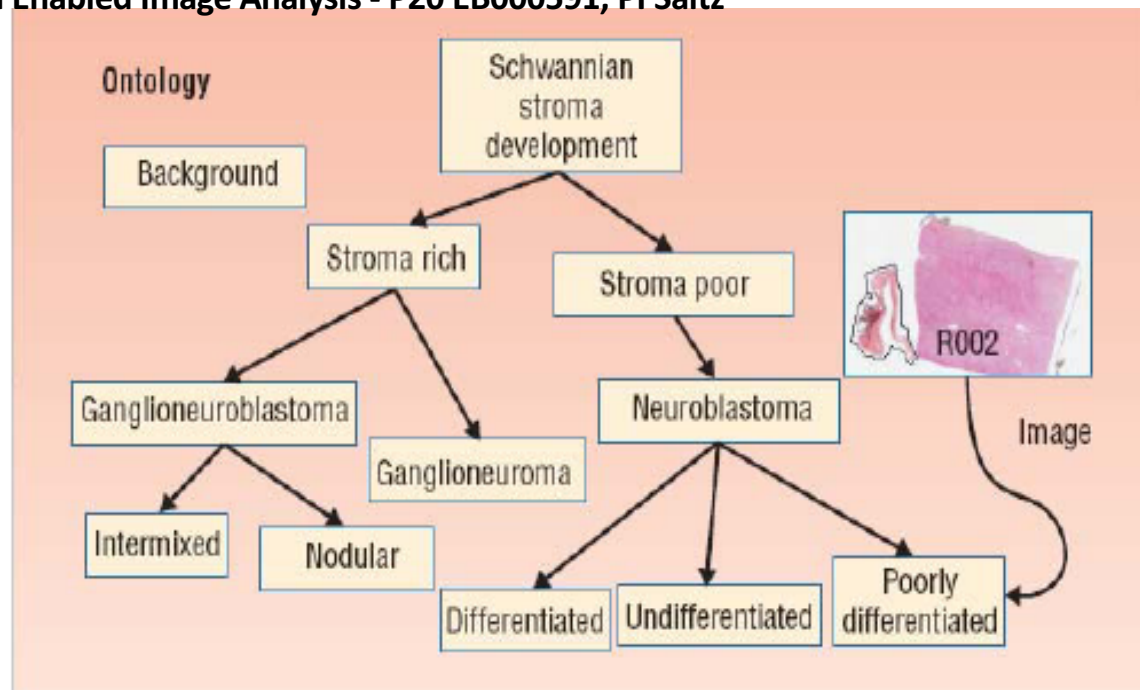 Enabled Image Analysis - P20 EB000591, PI Saltz
Ontology
Schwannian
stroma
development
Background
Stroma rich
Stroma poor
R002
Image
Ganglioneuroblastoma
Ganglioneuroma
Neuroblastoma
Intermixed
Nodular
Differentiated
Undifferentiated
Poorly
differentiated